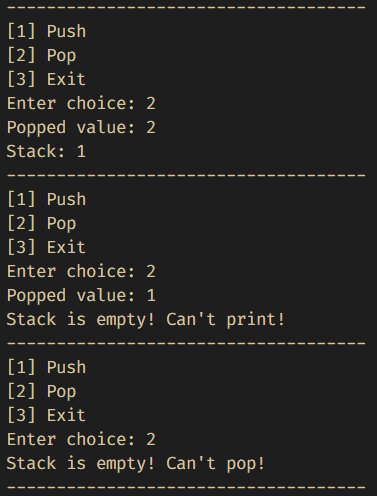 ------------------------------------
[1] Push
[2] Pop
[3] Exit
Enter choice: 2
Popped value: 2
Stack: 1
------------------------------------
[1] Push
[2] Pop
[3] Exit
Enter choice: 2
Popped value: 1
Stack is empty! Can't print!
------------------------------------
[1] Push
[2] Pop
[3] Exit
Enter choice: 2
Stack is empty! Can't pop!
------------------------------------